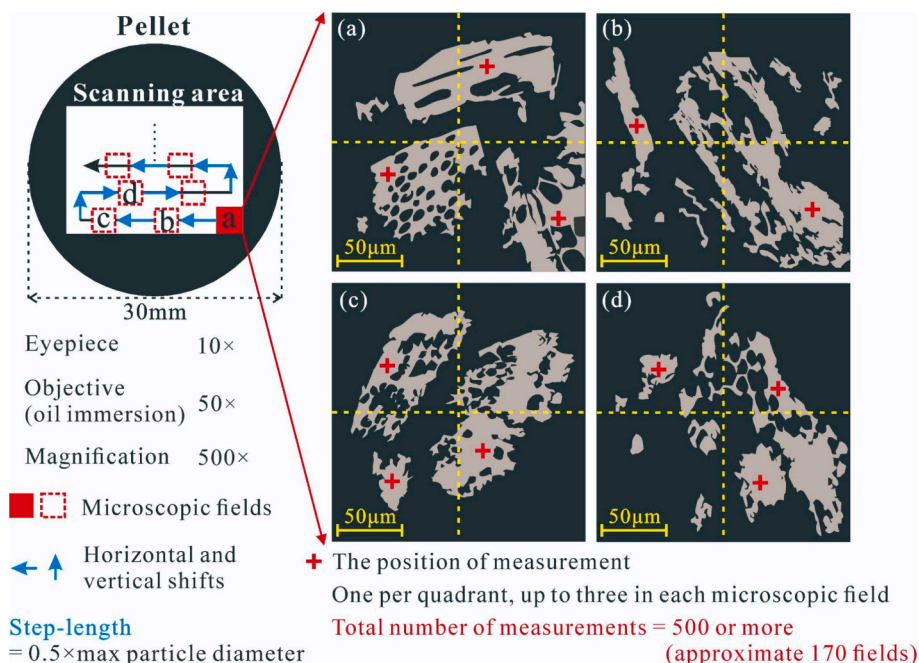 Pellet
Scanning area
d
c
b
a
30mm
Eyepiece 10×
Objective
(oil immersion) 50×
Magnification 500×
Microscopic fields
Horizontal and
vertical shifts
Step-length
= 0.5×max particle diameter
(a)
50μm
(b)
50μm
(c)
50μm
(d)
50μm
The position of measurement
One per quadrant, up to three in each microscopic field
Total number of measurements = 500 or more
(approximate 170 fields)